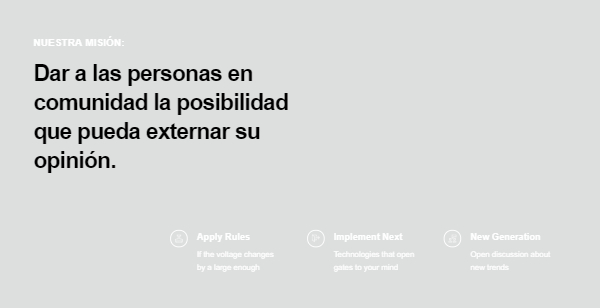 NUESTRA MISIÓN:
Dar a las personas en
comunidad la posibilidad
que pueda externar su
opinión.
Apply Rules
If the voltage changes
by a large enough
Implement Next
Technologies that open
gates to your mind
New Generation
Open discussion about
new trends